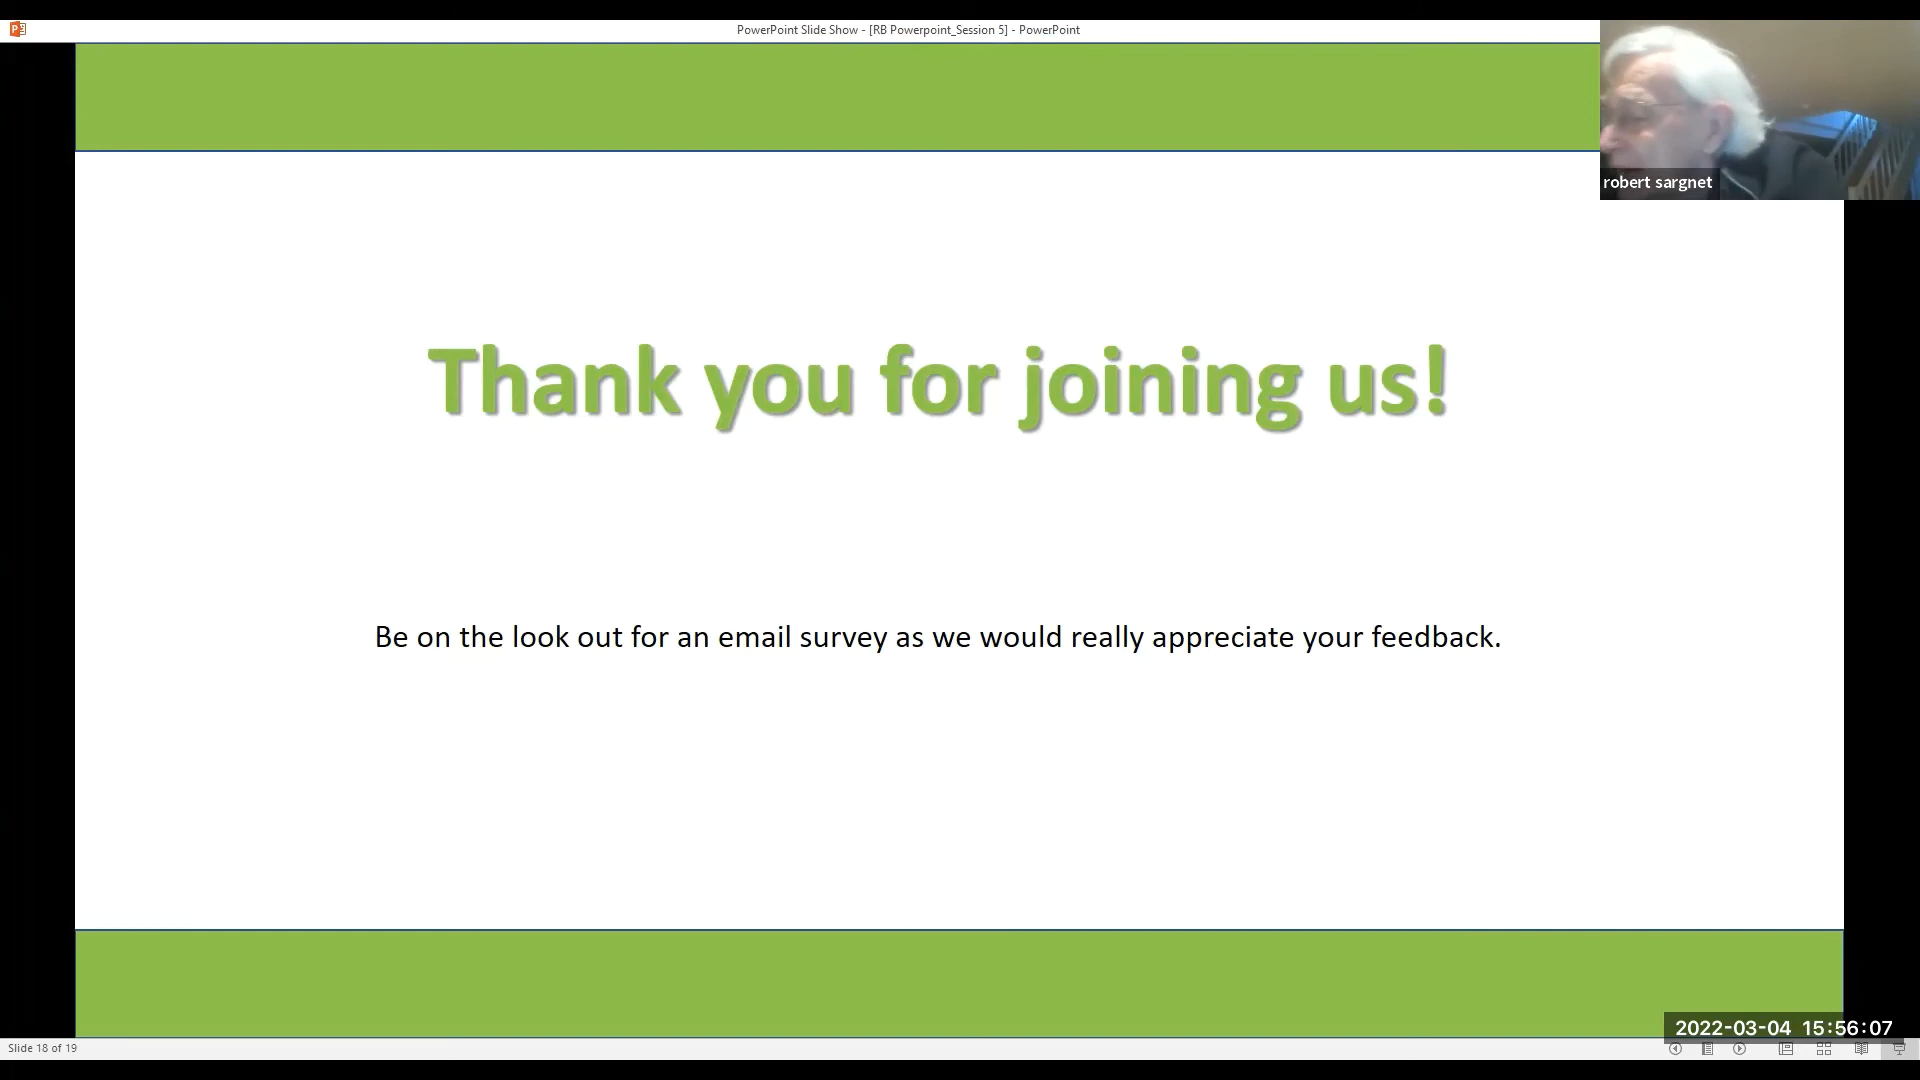 PowerPoint Slide Show - [RB Powerpoint_Session 5] - PowerPoint
robert sargnet
Thank you for joining us!
Be on the look out for an email survey as we would really appreciate your feedback.
2022-03-04 15:56:07
Slide 18 of 19